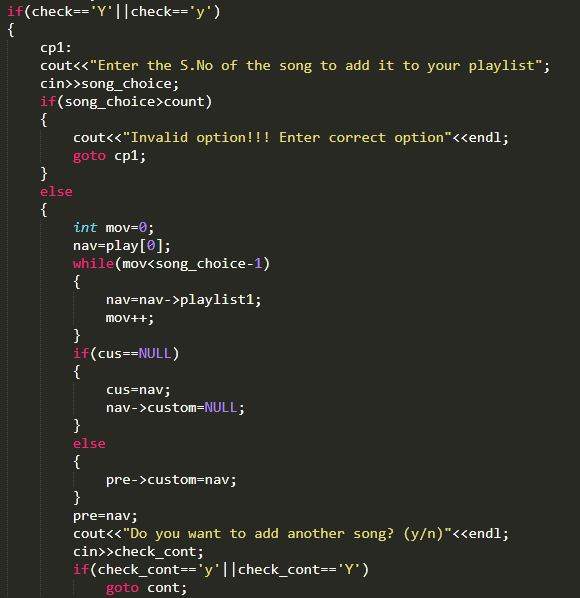 if(check=='Y'||check=='y')
{
cp1:
cout<<"Enter the S.No of the song to add it to your playlist";
cin>>song_choice;
if(song_choice>count)
{
cout<<"Invalid option!!! Enter correct option"<<endl;
goto cp1;
}
else
{
int mov=0;
nav=play[0];
while(mov<song_choice-1)
{
nav=nav->playlist1;
mov++;
}
if(cus==NULL)
{
cus=nav;
nav->custom=NULL;
}
else
{
pre->custom=nav;
}
pre=nav;
cout<<"Do you want to add another song? (y/n)"<<endl;
cin>>check_cont;
if(check_cont=='y'||check_cont=='Y')
goto cont;